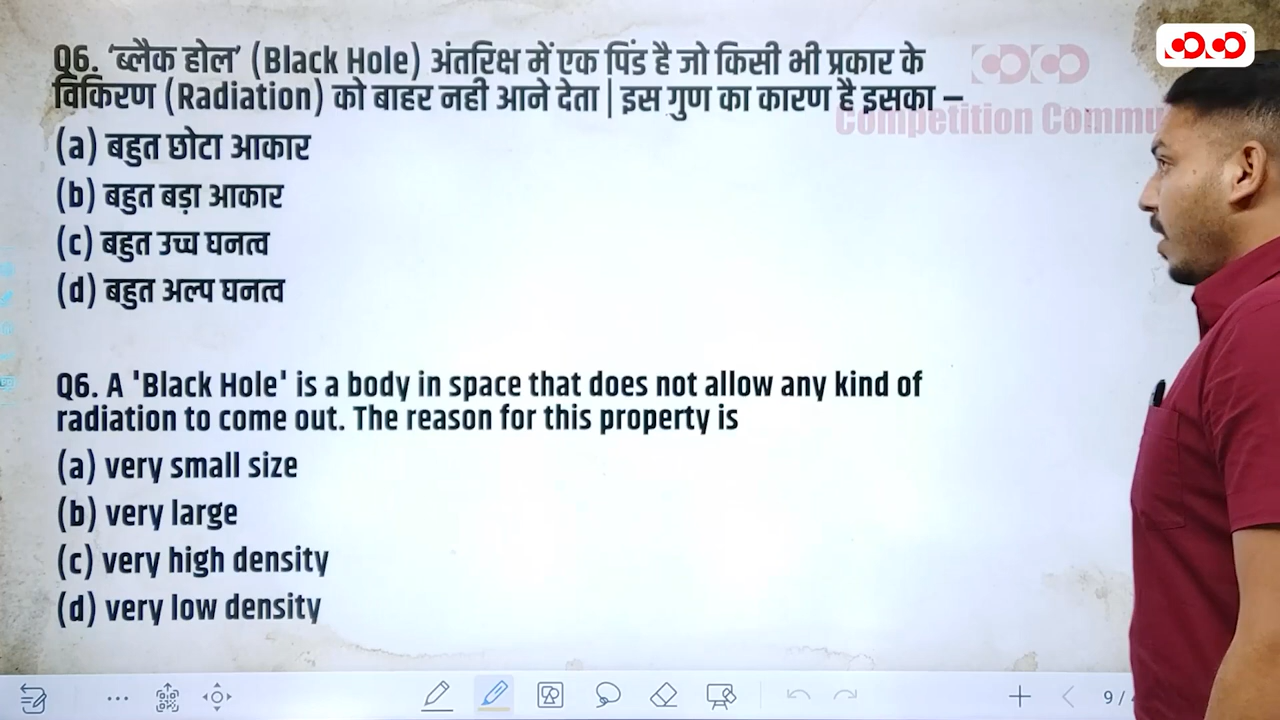 Q6. ‘ब्लैक होल’ (Black Hole) अंतरिक्ष में एक पिंड है जो किसी भी प्रकार के
विकिरण (Radiation) को बाहर नही आने देता | इस गुण का कारण है इसका –
Competition Commu
(a) बहुत छोटा आकार
(b) बहुत बड़ा आकार
(c) बहुत उच्च घनत्व
(d) बहुत अल्प घनत्व
Q6. A 'Black Hole' is a body in space that does not allow any kind of
radiation to come out. The reason for this property is
(a) very small size
(b) very large
(c) very high density
(d) very low density
9/